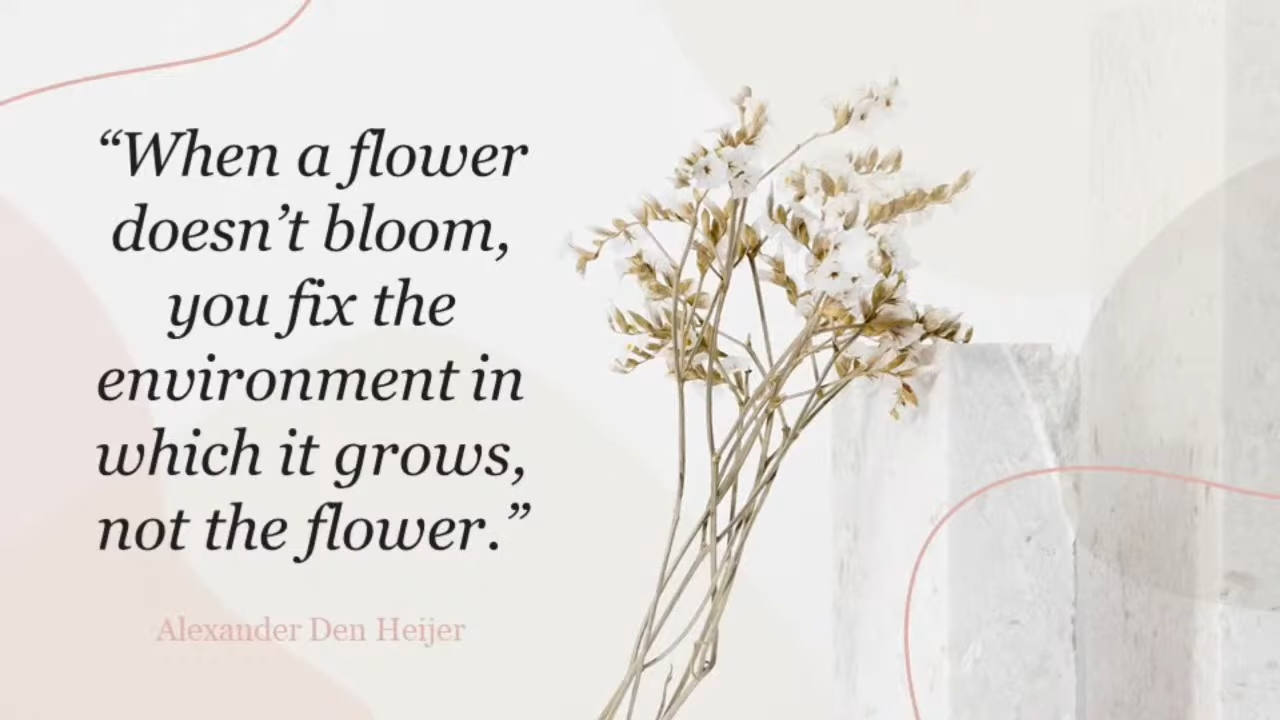 “When a flower
doesn’t bloom,
you fix the
environment in
which it grows,
not the flower.”
Alexander Den Heijer